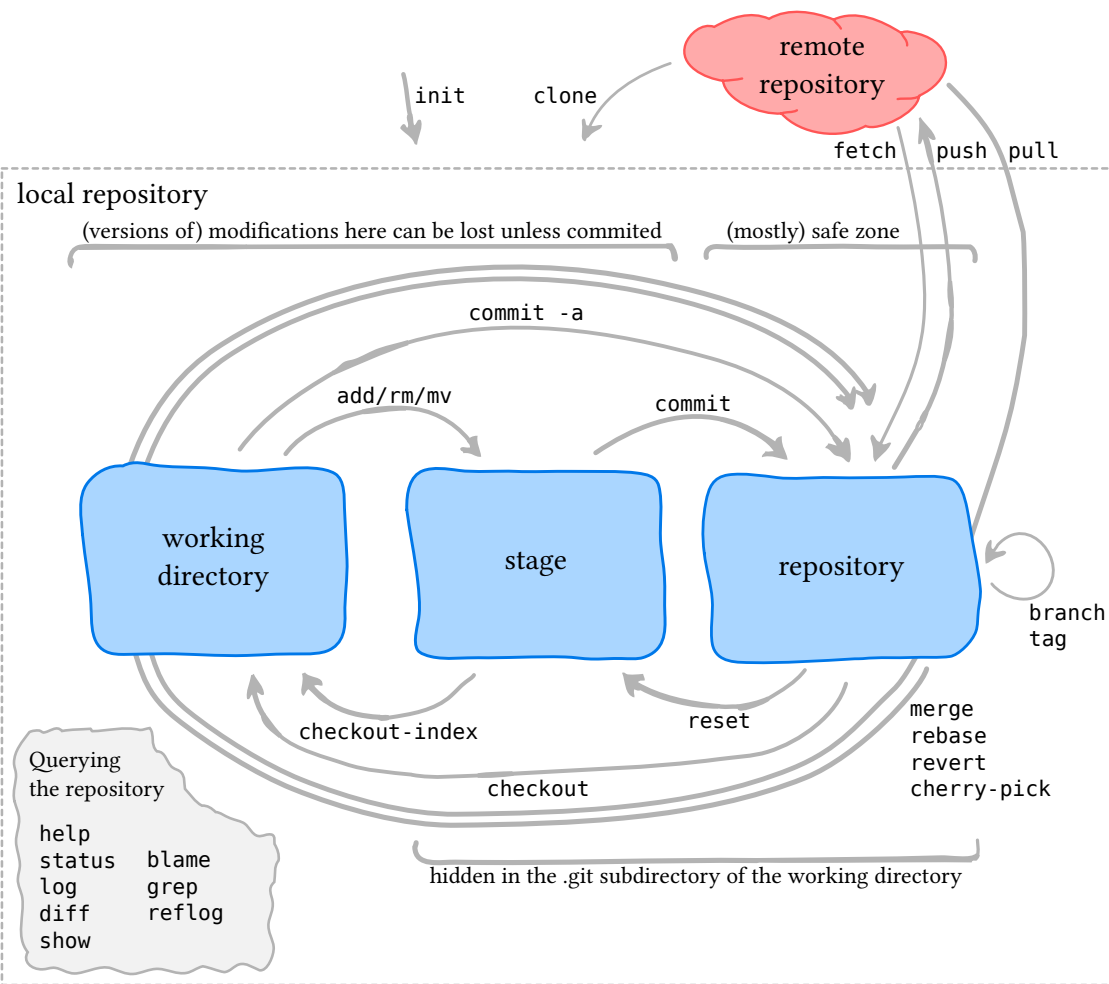 remote
repository
init
clone
fetch
push
pull
local repository
(versions of) modifications here can be lost unless commited
(mostly) safe zone
commit -a
add/rm/mv
commit
working
directory
stage
repository
branch
tag
checkout-index
reset
checkout
merge
rebase
revert
cherry-pick
Querying
the repository
help
status
log
diff
show
blame
grep
reflog
hidden in the .git subdirectory of the working directory